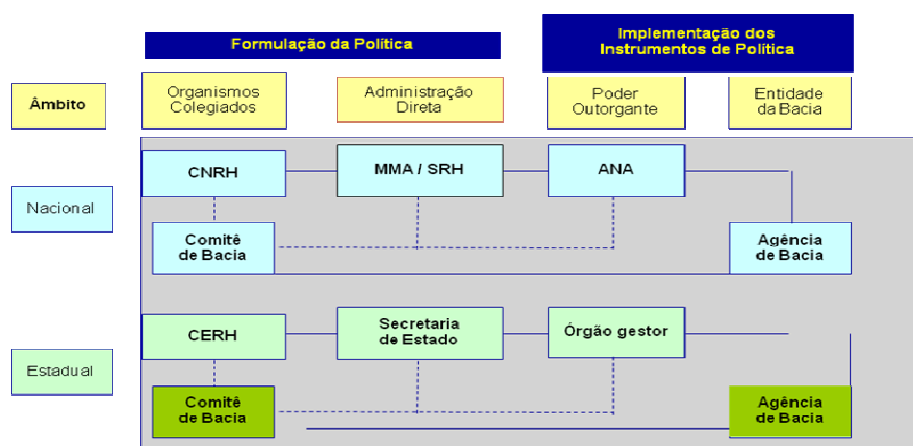 Formulação da Política
Implementação dos
Instrumentos de Política
Âmbito
Organismos
Colegiados
Administração
Direta
Poder
Outorgante
Entidade
da Bacia
Nacional
CNRH
MMA / SRH
ANA
Comitê
de Bacia
Agência
de Bacia
Estadual
CERH
Secretaria
de Estado
Órgão gestor
Comitê
de Bacia
Agência
de Bacia